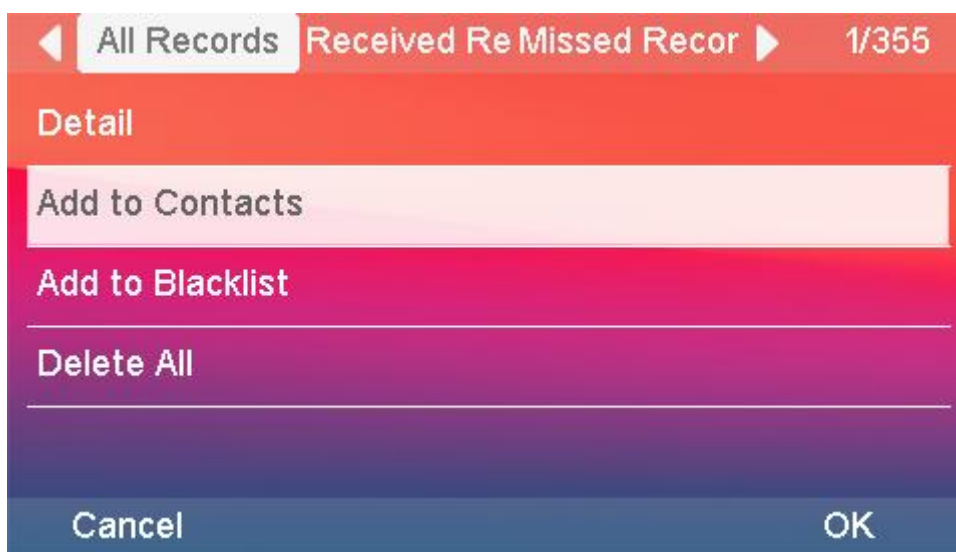 All Records Received Re Missed Recor 1/355
Detail
Add to Contacts
Add to Blacklist
Delete All
Cancel OK